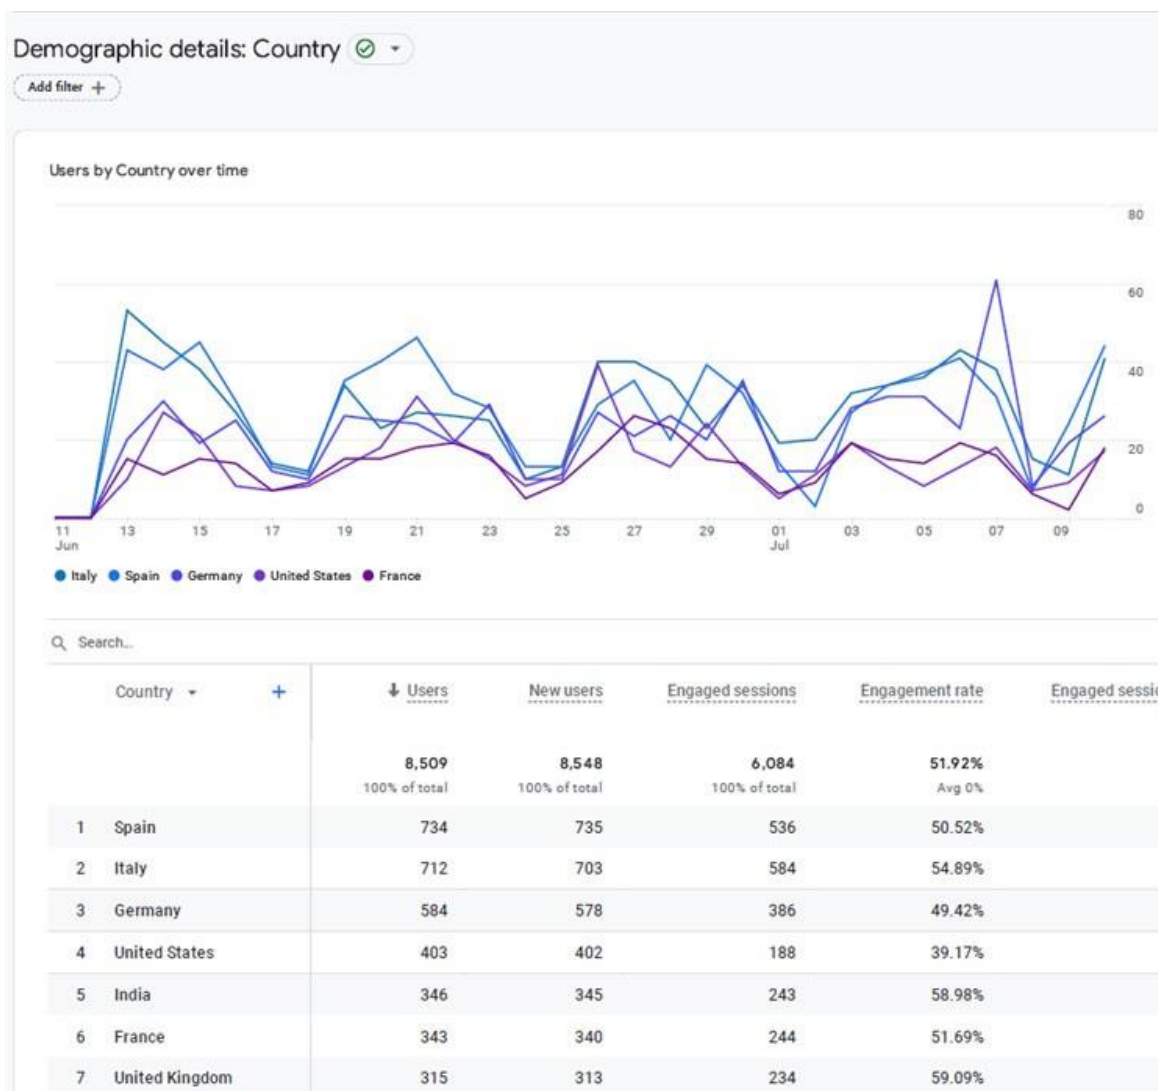 Demographic details: Country
Add filter +
Users by Country over time
80
60
40
20
0
11 13 15 17 19 21 23 25 27 29 01 03 05 07 09
Jun Jul
Italy Spain Germany United States France
Search...
Country + Users New users Engaged sessions Engagement rate Engaged sessio
8,509 8,548 6,084 51.92%
100% of total 100% of total 100% of total Avg 0%
1 Spain 734 735 536 50.52%
2 Italy 712 703 584 54.89%
3 Germany 584 578 386 49.42%
4 United States 403 402 188 39.17%
5 India 346 345 243 58.98%
6 France 343 340 244 51.69%
7 United Kingdom 315 313 234 59.09%